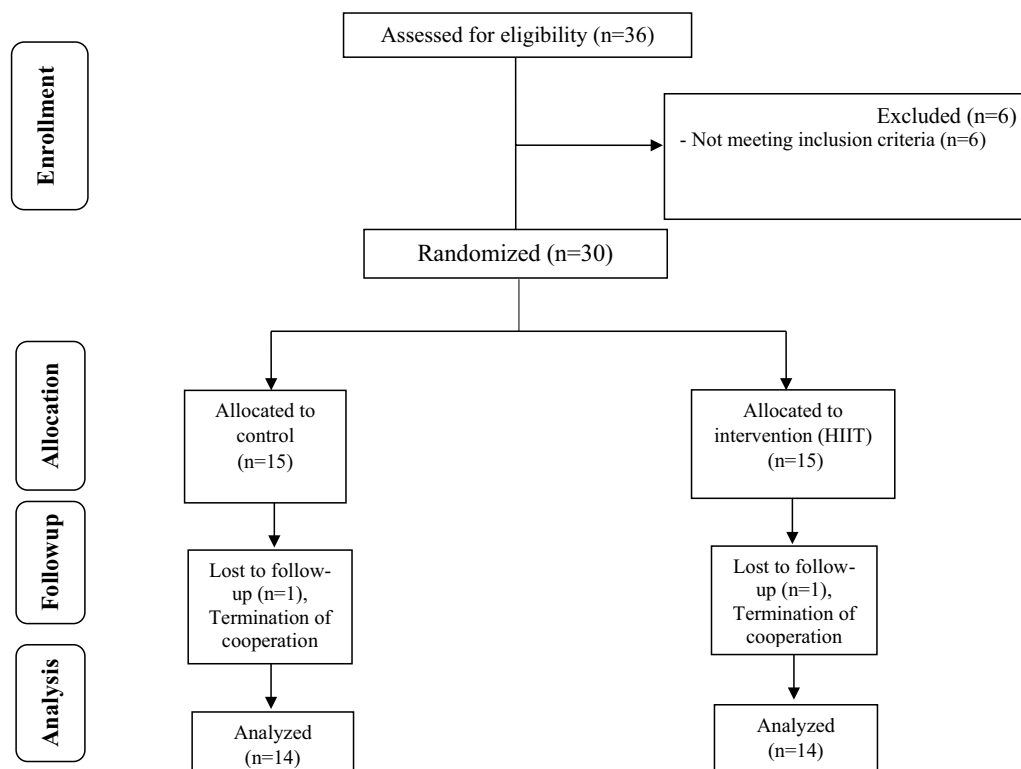 Assessed for eligibility (n=36)
Enrollment
Excluded (n=6)
- Not meeting inclusion criteria (n=6)
Randomized (n=30)
Allocation
Allocated to
control
(n=15)
Allocated to
intervention (HIIT)
(n=15)
Followup
Lost to follow-
up (n=1),
Termination of
cooperation
Lost to follow-
up (n=1),
Termination of
cooperation
Analysis
Analyzed
(n=14)
Analyzed
(n=14)